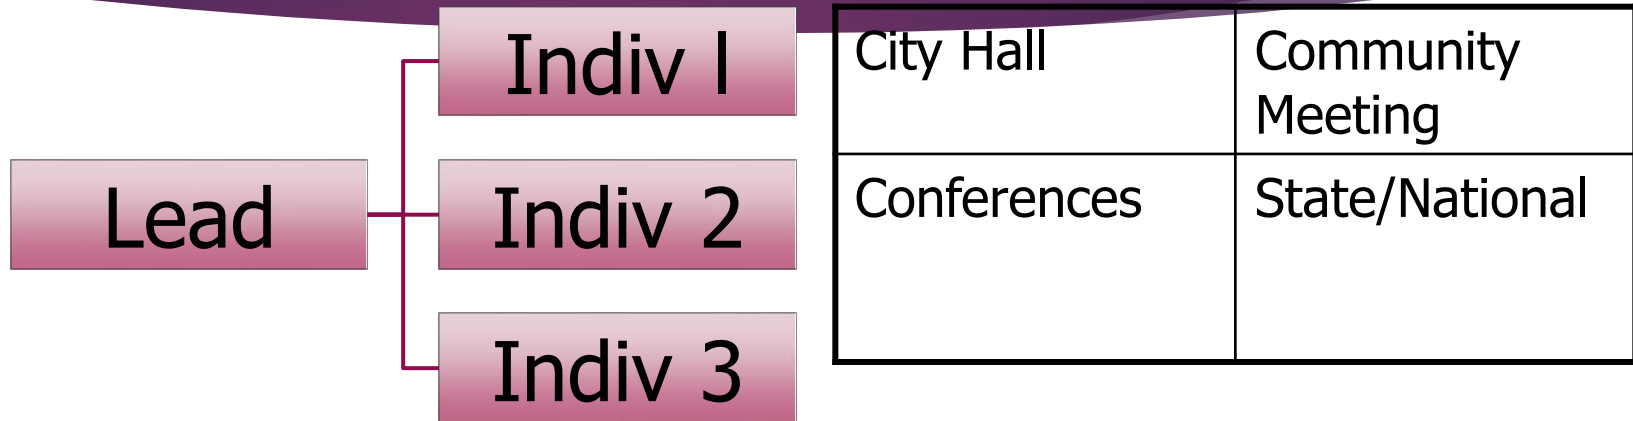 Lead
Indiv l
Indiv 2
Indiv 3
City Hall
Community
Meeting
Conferences
State/National